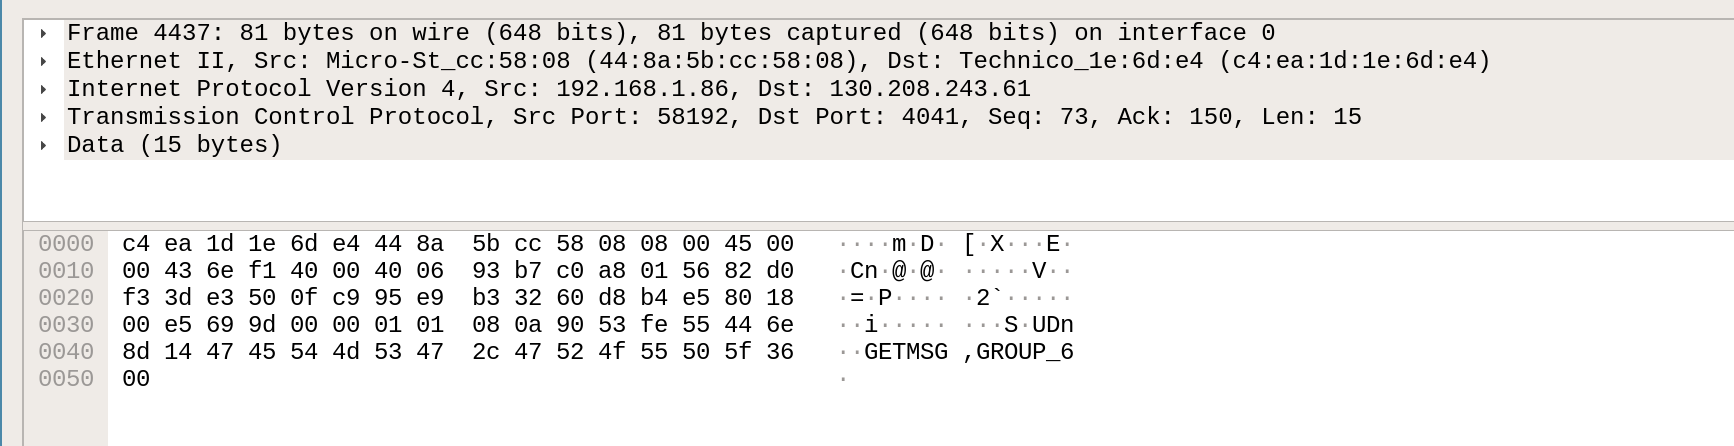 Frame 4437: 81 bytes on wire (648 bits), 81 bytes captured (648 bits) on interface 0
Ethernet II, Src: Micro-St_cc:58:08 (44:8a:5b:cc:58:08), Dst: Technico_1e:6d:e4 (c4:ea:1d:1e:6d:e4)
Internet Protocol Version 4, Src: 192.168.1.86, Dst: 130.208.243.61
Transmission Control Protocol, Src Port: 58192, Dst Port: 4041, Seq: 73, Ack: 150, Len: 15
Data (15 bytes)
0000 c4 ea 1d 1e 6d e4 44 8a 5b cc 58 08 08 00 45 00 ····m·D· [·X···E·
0010 00 43 6e f1 40 00 40 06 93 b7 c0 a8 01 56 82 d0 ·Cn·@·@· ·····V··
0020 f3 3d e3 50 0f c9 95 e9 b3 32 60 d8 b4 e5 80 18 ·=·P···· ·2`·····
0030 00 e5 69 9d 00 00 01 01 08 0a 90 53 fe 55 44 6e ··i····· ···S·UDn
0040 8d 14 47 45 54 4d 53 47 2c 47 52 4f 55 50 5f 36 ··GETMSG ,GROUP_6
0050 00 ·